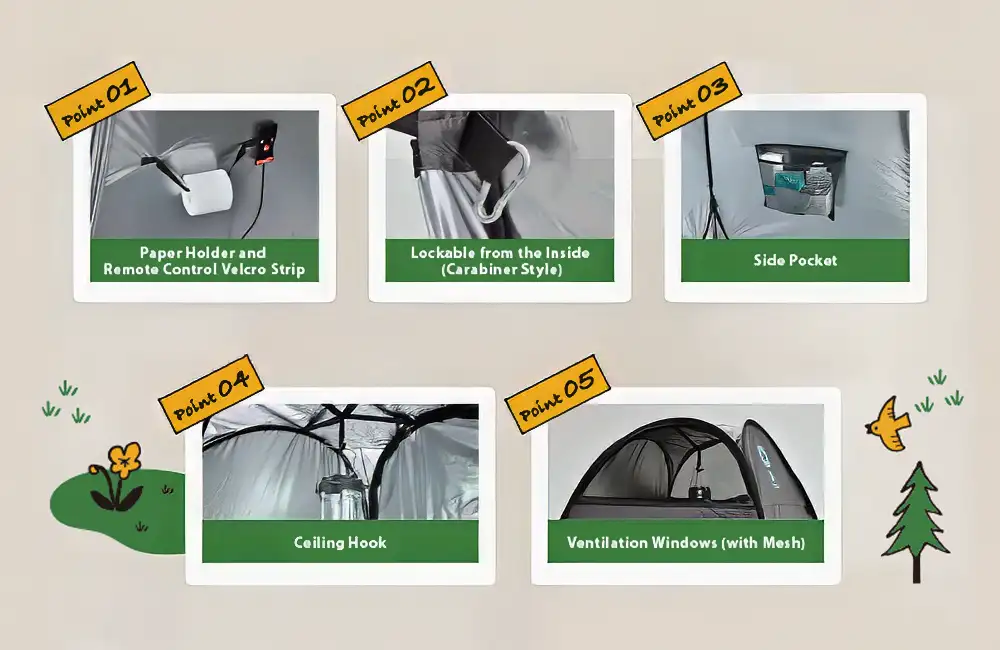 Point 01
Paper Holder and
Remote Control Velcro Strip
Point 02
Lockable from the Inside
(Carabiner Style)
Point 03
Side Pocket
Point 04
Ceiling Hook
Point 05
Ventilation Windows (with Mesh)